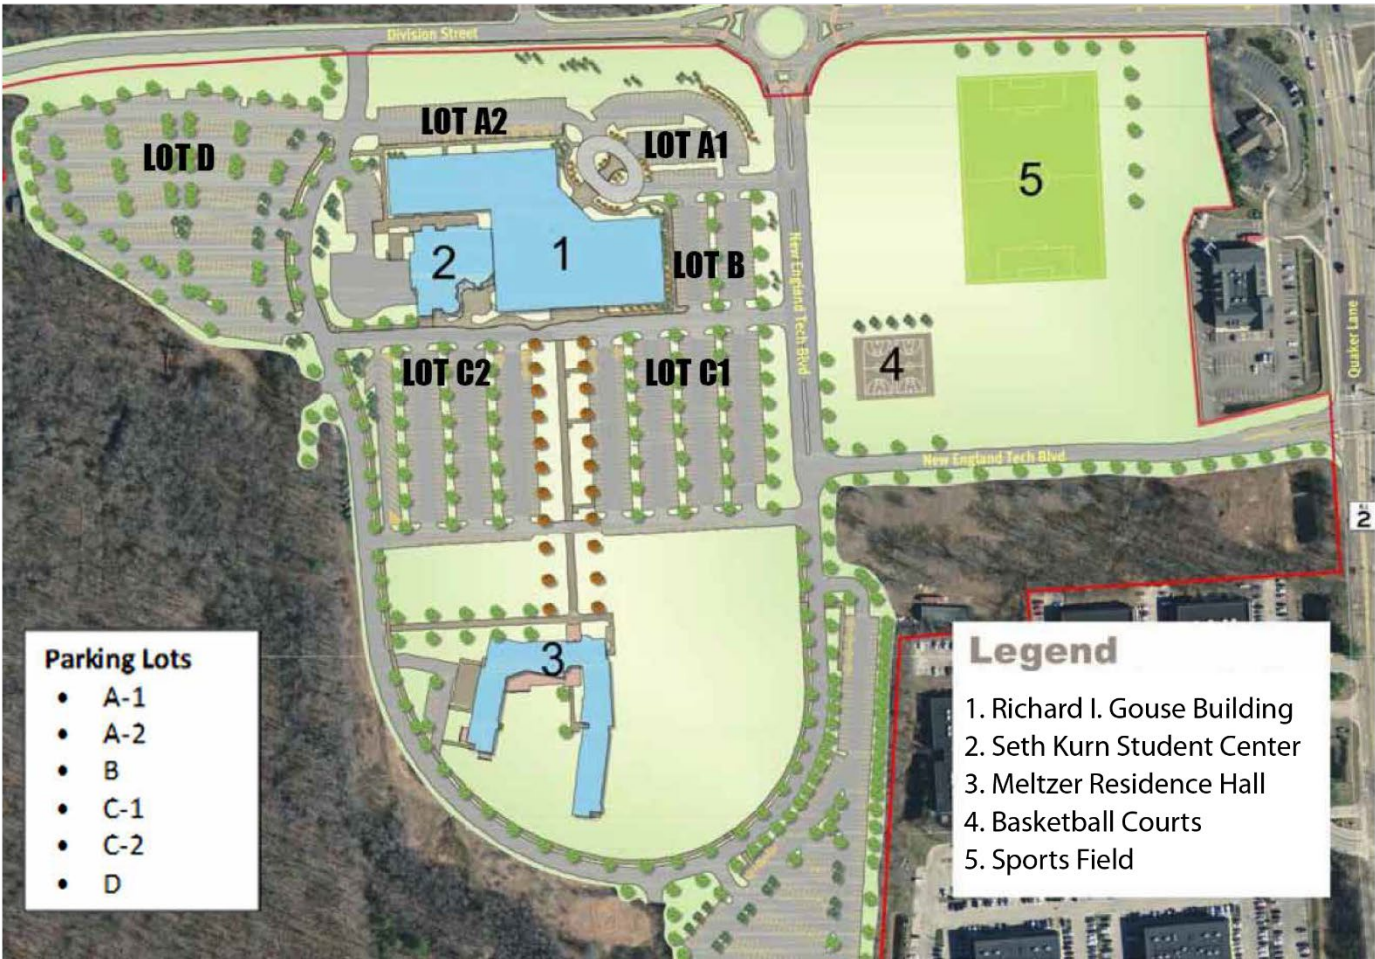 Division Street
LOT A2
LOT D
LOT A1
5
2
1
LOT B
New England Tech Blvd
Quaker Lane
LOT C2
LOT C1
4
New England Tech Blvd
2
3
Parking Lots
• A-1
• A-2
• B
• C-1
• C-2
• D
Legend
1. Richard I. Gouse Building
2. Seth Kurn Student Center
3. Meltzer Residence Hall
4. Basketball Courts
5. Sports Field